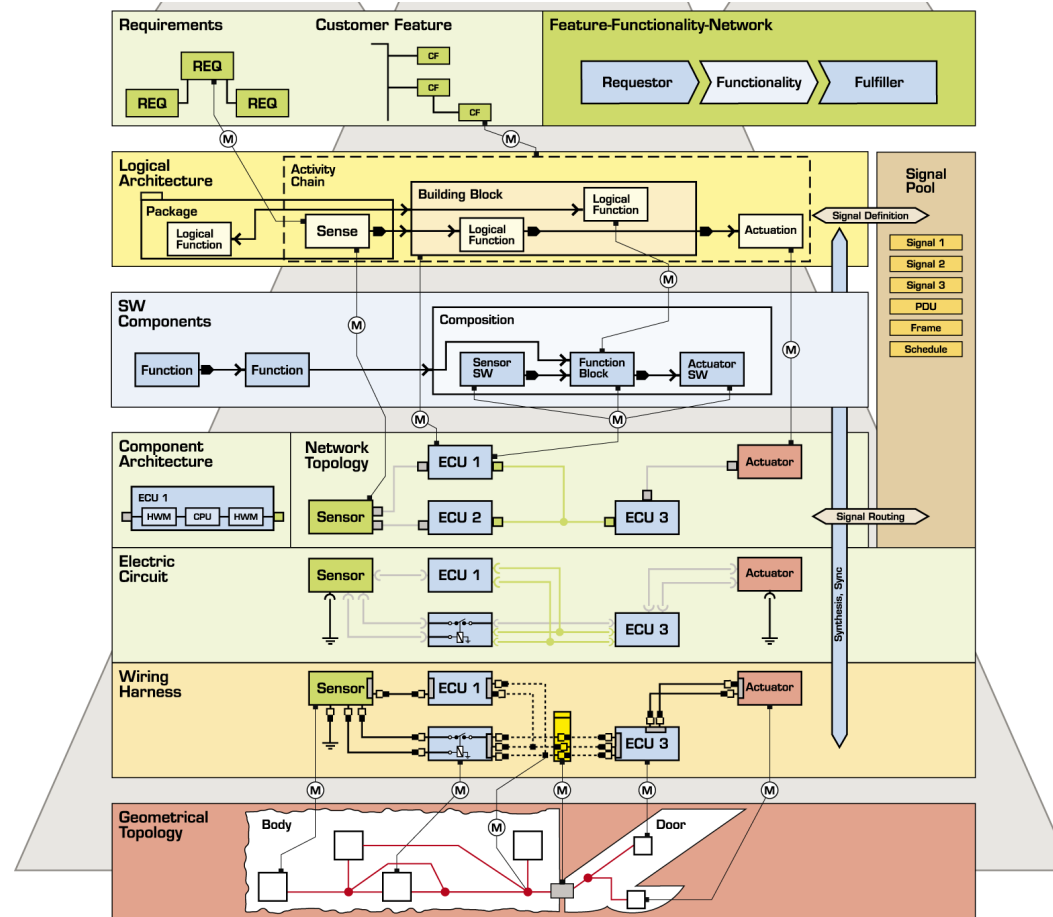 Requirements
Customer Feature
Feature-Functionality-Network
REQ
REQ
REQ
CF
CF
CF
Requestor
Functionality
Fulfiller
M
M
Logical
Architecture
Activity
Chain
Building Block
Package
Logical
Function
Sense
Logical
Function
Logical
Function
Actuation
Signal
Pool
Signal Definition
Signal 1
Signal 2
Signal 3
PDU
Frame
Schedule
M
SW
Components
Composition
M
M
Function
Function
Sensor
SW
Function
Block
Actuator
SW
M
M
Component
Architecture
Network
Topology
ECU 1
HWM
CPU
HWM
Sensor
ECU 1
ECU 2
ECU 3
Actuator
Signal Routing
Electric
Circuit
Sensor
ECU 1
ECU 3
Actuator
Synthesis, Sync
Wiring
Harness
Sensor
ECU 1
ECU 3
Actuator
M
M
M
M
M
M
Geometrical
Topology
Body
Door